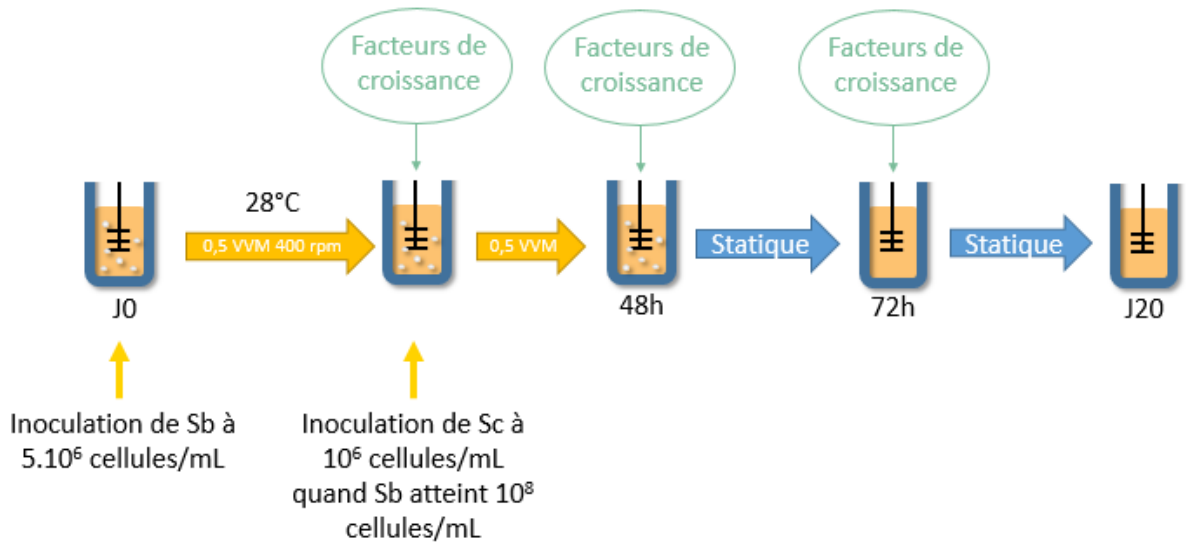 Facteurs de
croissance
Facteurs de
croissance
Facteurs de
croissance
28°C
0,5 VVM 400 rpm
0,5 VVM
Statique
Statique
J0
48h
72h
J20
Inoculation de Sb à
5.10⁶ cellules/mL
Inoculation de Sc à
10⁶ cellules/mL
quand Sb atteint 10⁸
cellules/mL